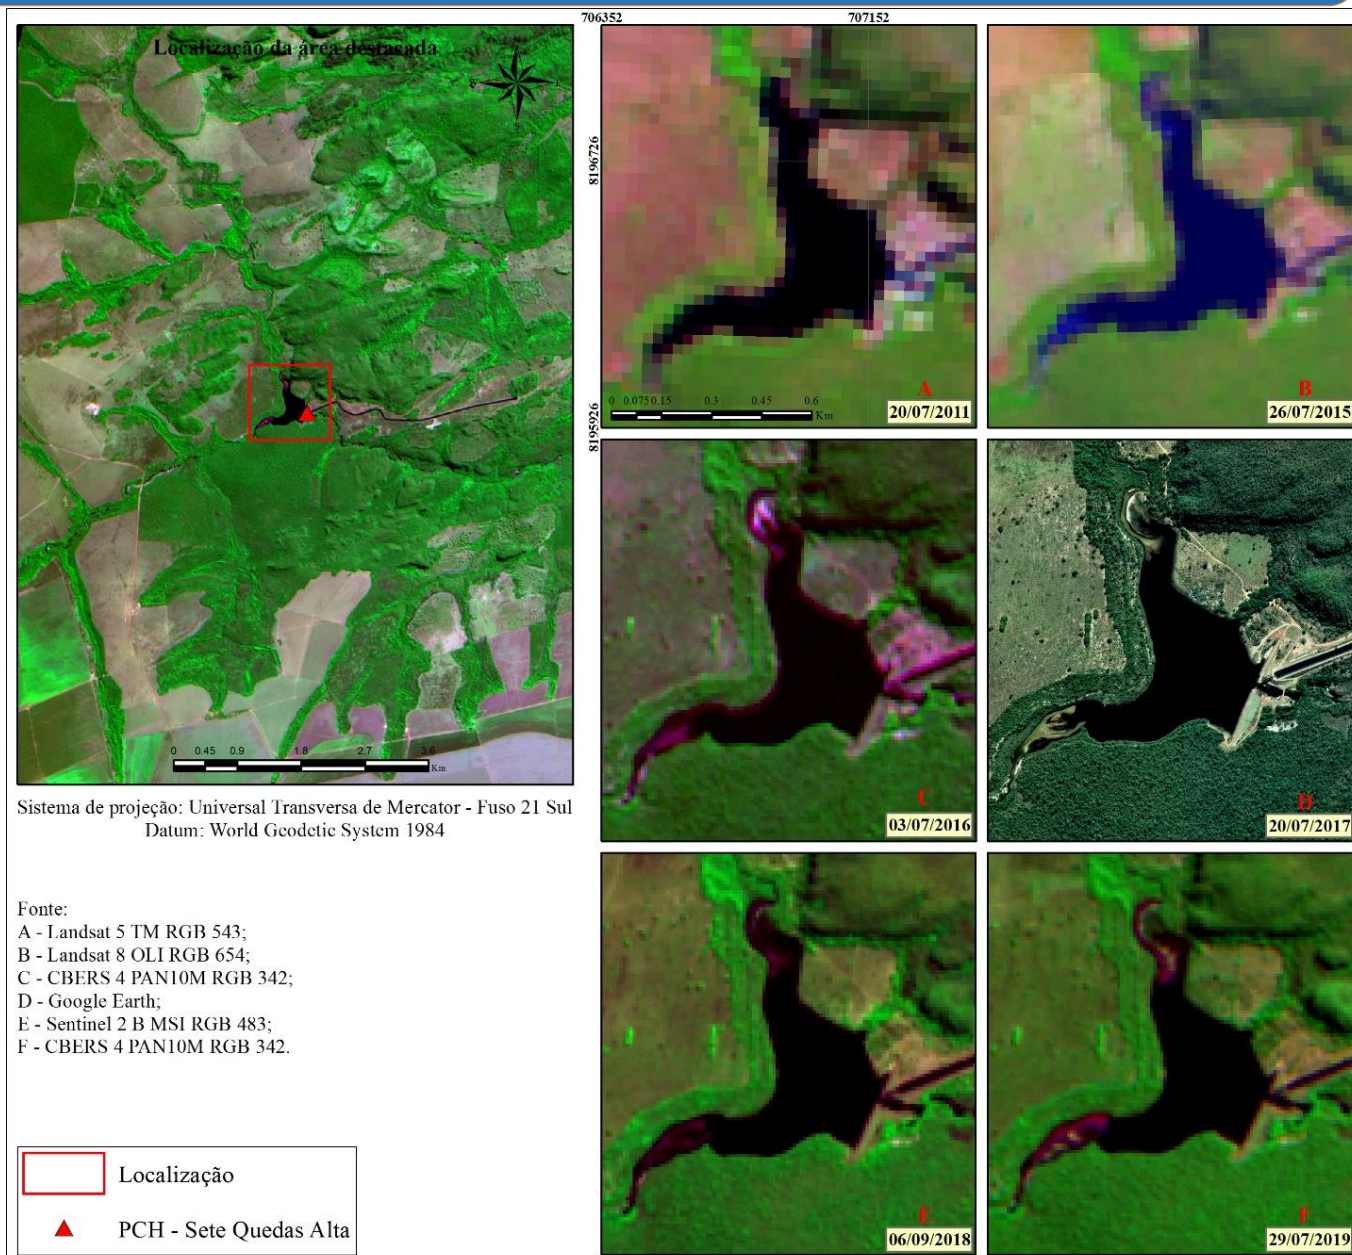 Localização da área destacada
0 0.45 0.9 1.8 2.7 3.6
Km
Sistema de projeção: Universal Transversa de Mercator - Fuso 21 Sul
Datum: World Geodetic System 1984
Fonte:
A - Landsat 5 TM RGB 543;
B - Landsat 8 OLI RGB 654;
C - CBERS 4 PAN10M RGB 342;
D - Google Earth;
E - Sentinel 2 B MSI RGB 483;
F - CBERS 4 PAN10M RGB 342.
Localização
PCH - Sete Quedas Alta
706352 707152
8196726
8195926
A
0 0.075 0.15 0.3 0.45 0.6
Km
20/07/2011
B
26/07/2015
C
03/07/2016
D
20/07/2017
E
06/09/2018
F
29/07/2019